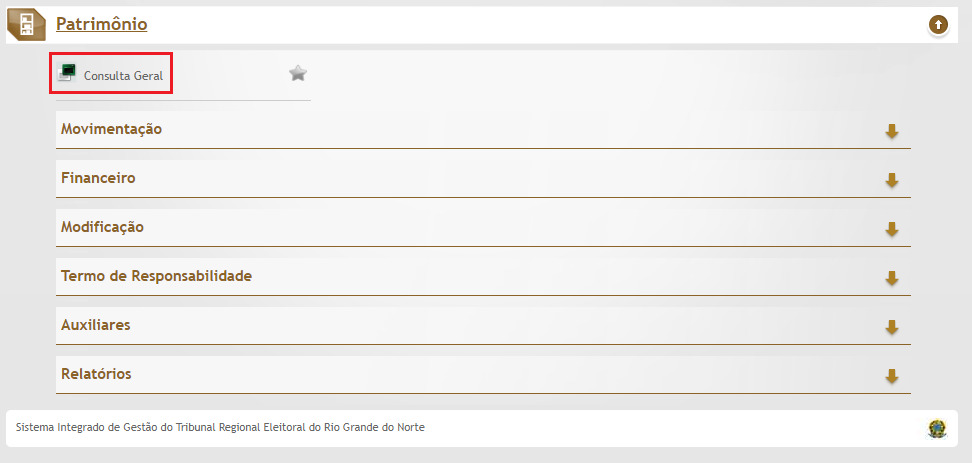 Patrimônio
Consulta Geral
Movimentação
Financeiro
Modificação
Termo de Responsabilidade
Auxiliares
Relatórios
Sistema Integrado de Gestão do Tribunal Regional Eleitoral do Rio Grande do Norte